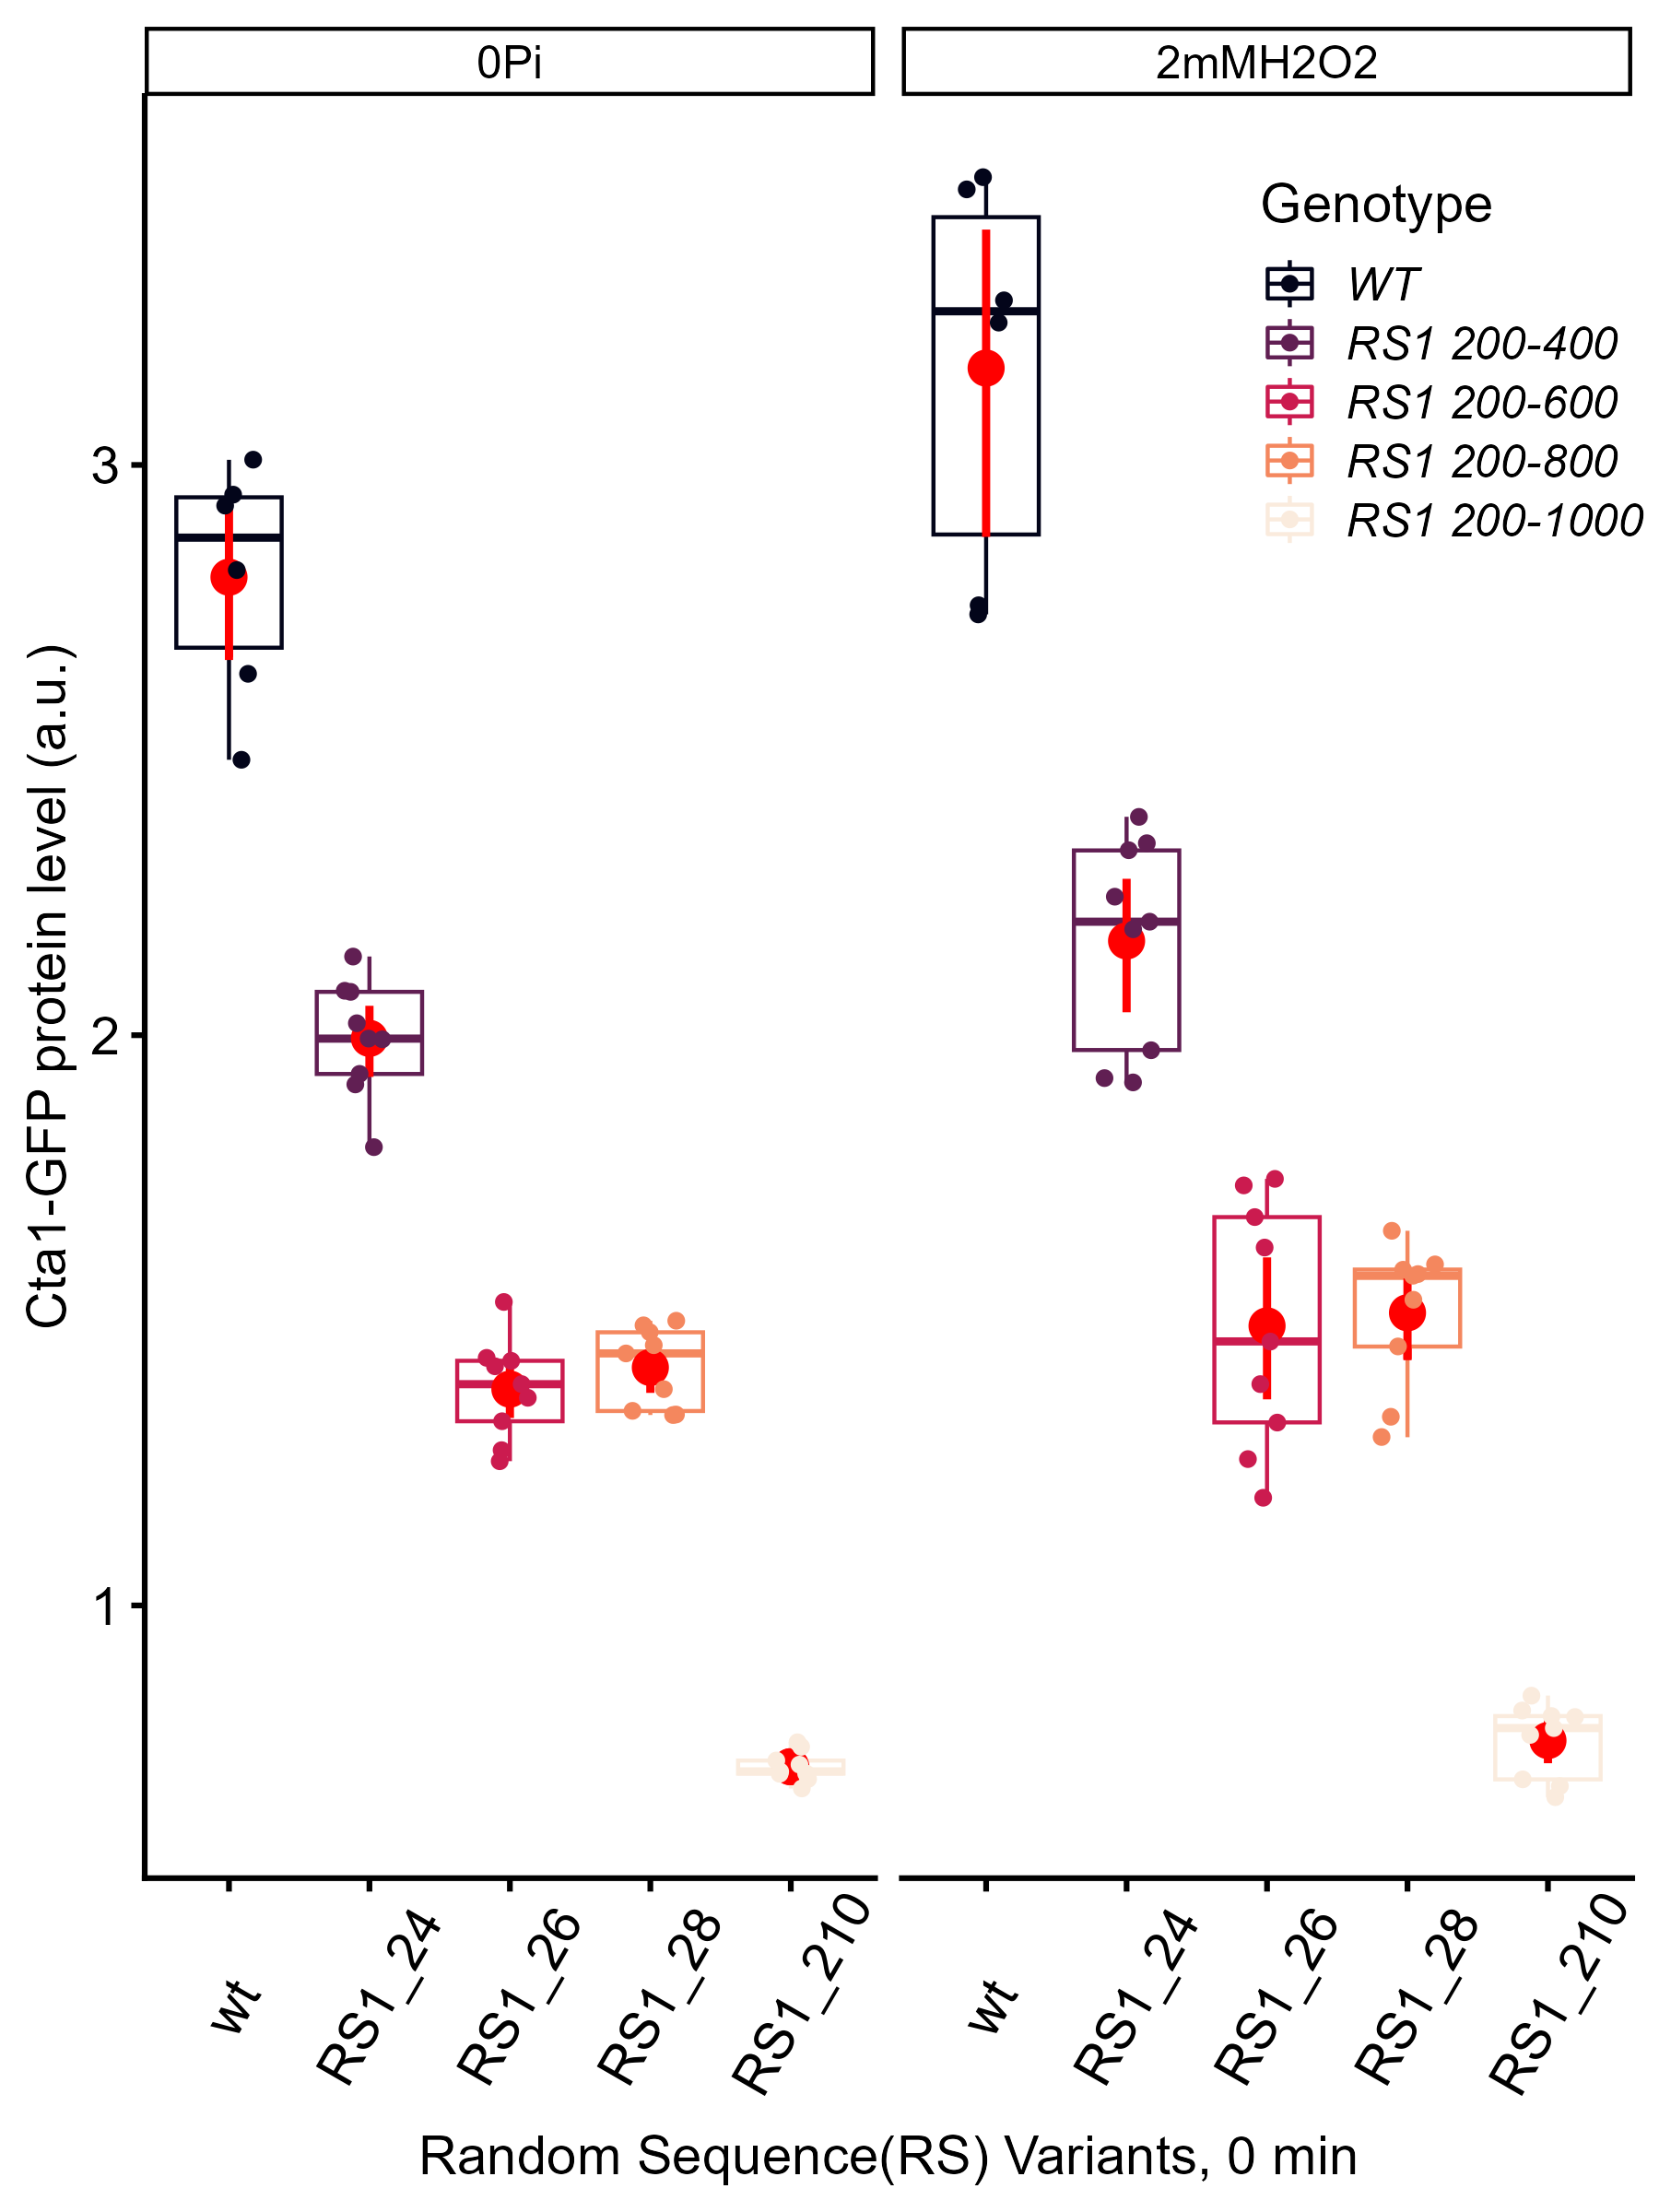 0Pi
2mMH2O2
Genotype
WT
RS1 200-400
RS1 200-600
RS1 200-800
RS1 200-1000
Cta1-GFP protein level (a.u.)
3
2
1
wt
RS1_24
RS1_26
RS1_28
RS1_210
wt
RS1_24
RS1_26
RS1_28
RS1_210
Random Sequence(RS) Variants, 0 min